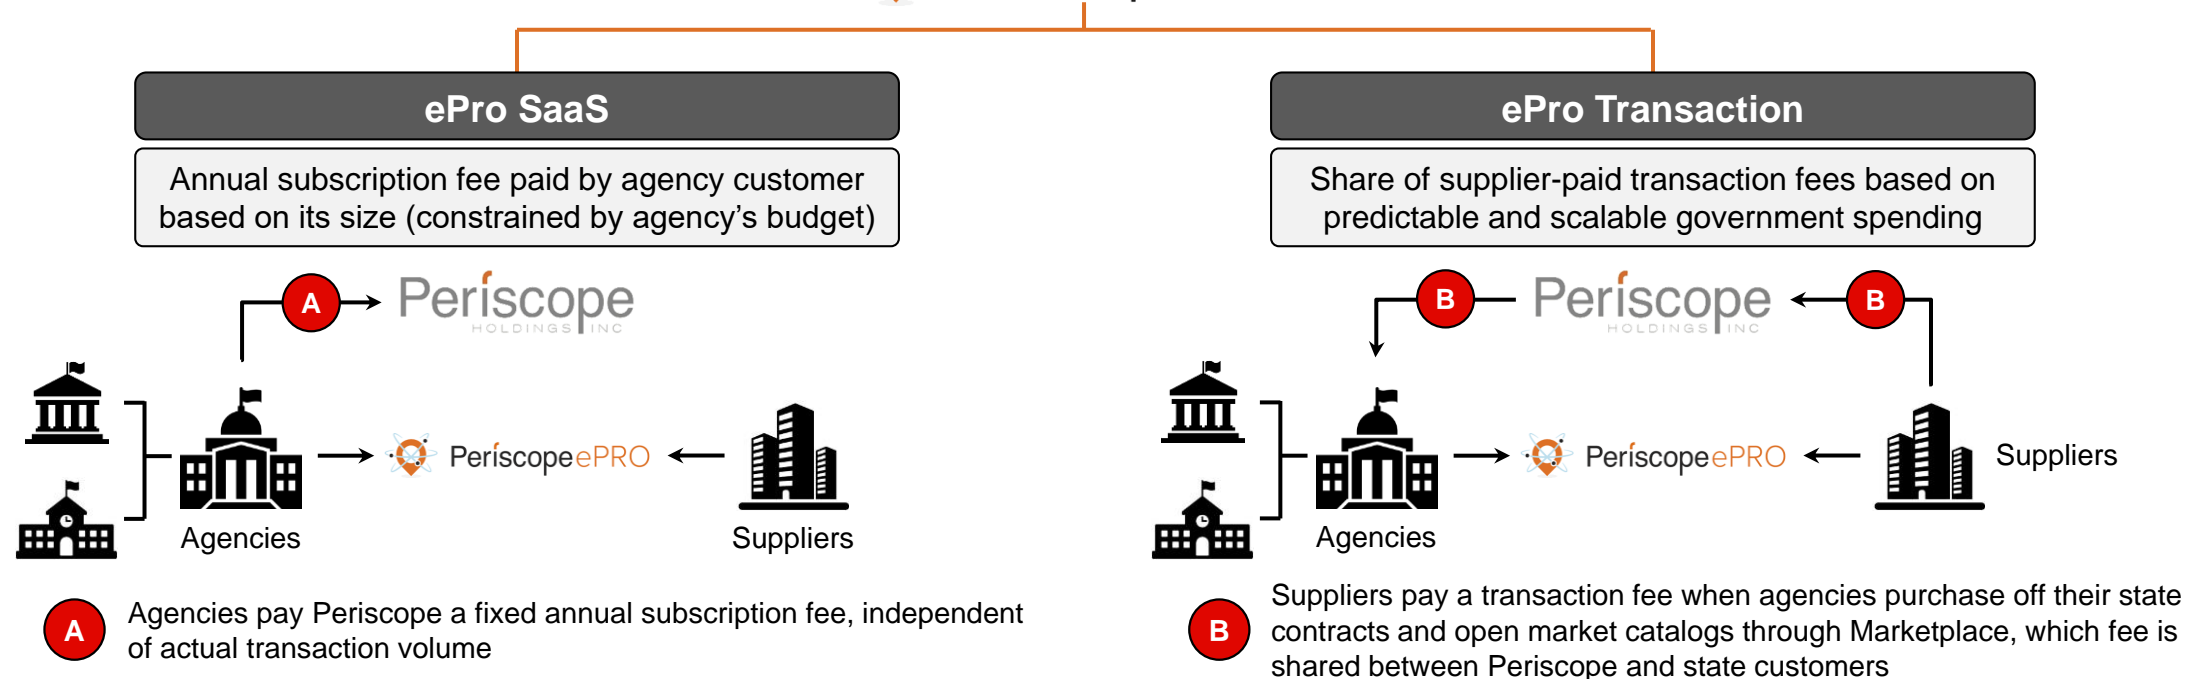 ePro SaaS
Annual subscription fee paid by agency customer
based on its size (constrained by agency's budget)
A
Periscope
HOLDINGS INC
Periscope ePRO
Agencies
Suppliers
A
Agencies pay Periscope a fixed annual subscription fee, independent
of actual transaction volume
ePro Transaction
Share of supplier-paid transaction fees based on
predictable and scalable government spending
B
Periscope
HOLDINGS INC
B
Periscope ePRO
Suppliers
Agencies
B
Suppliers pay a transaction fee when agencies purchase off their state
contracts and open market catalogs through Marketplace, which fee is
shared between Periscope and state customers